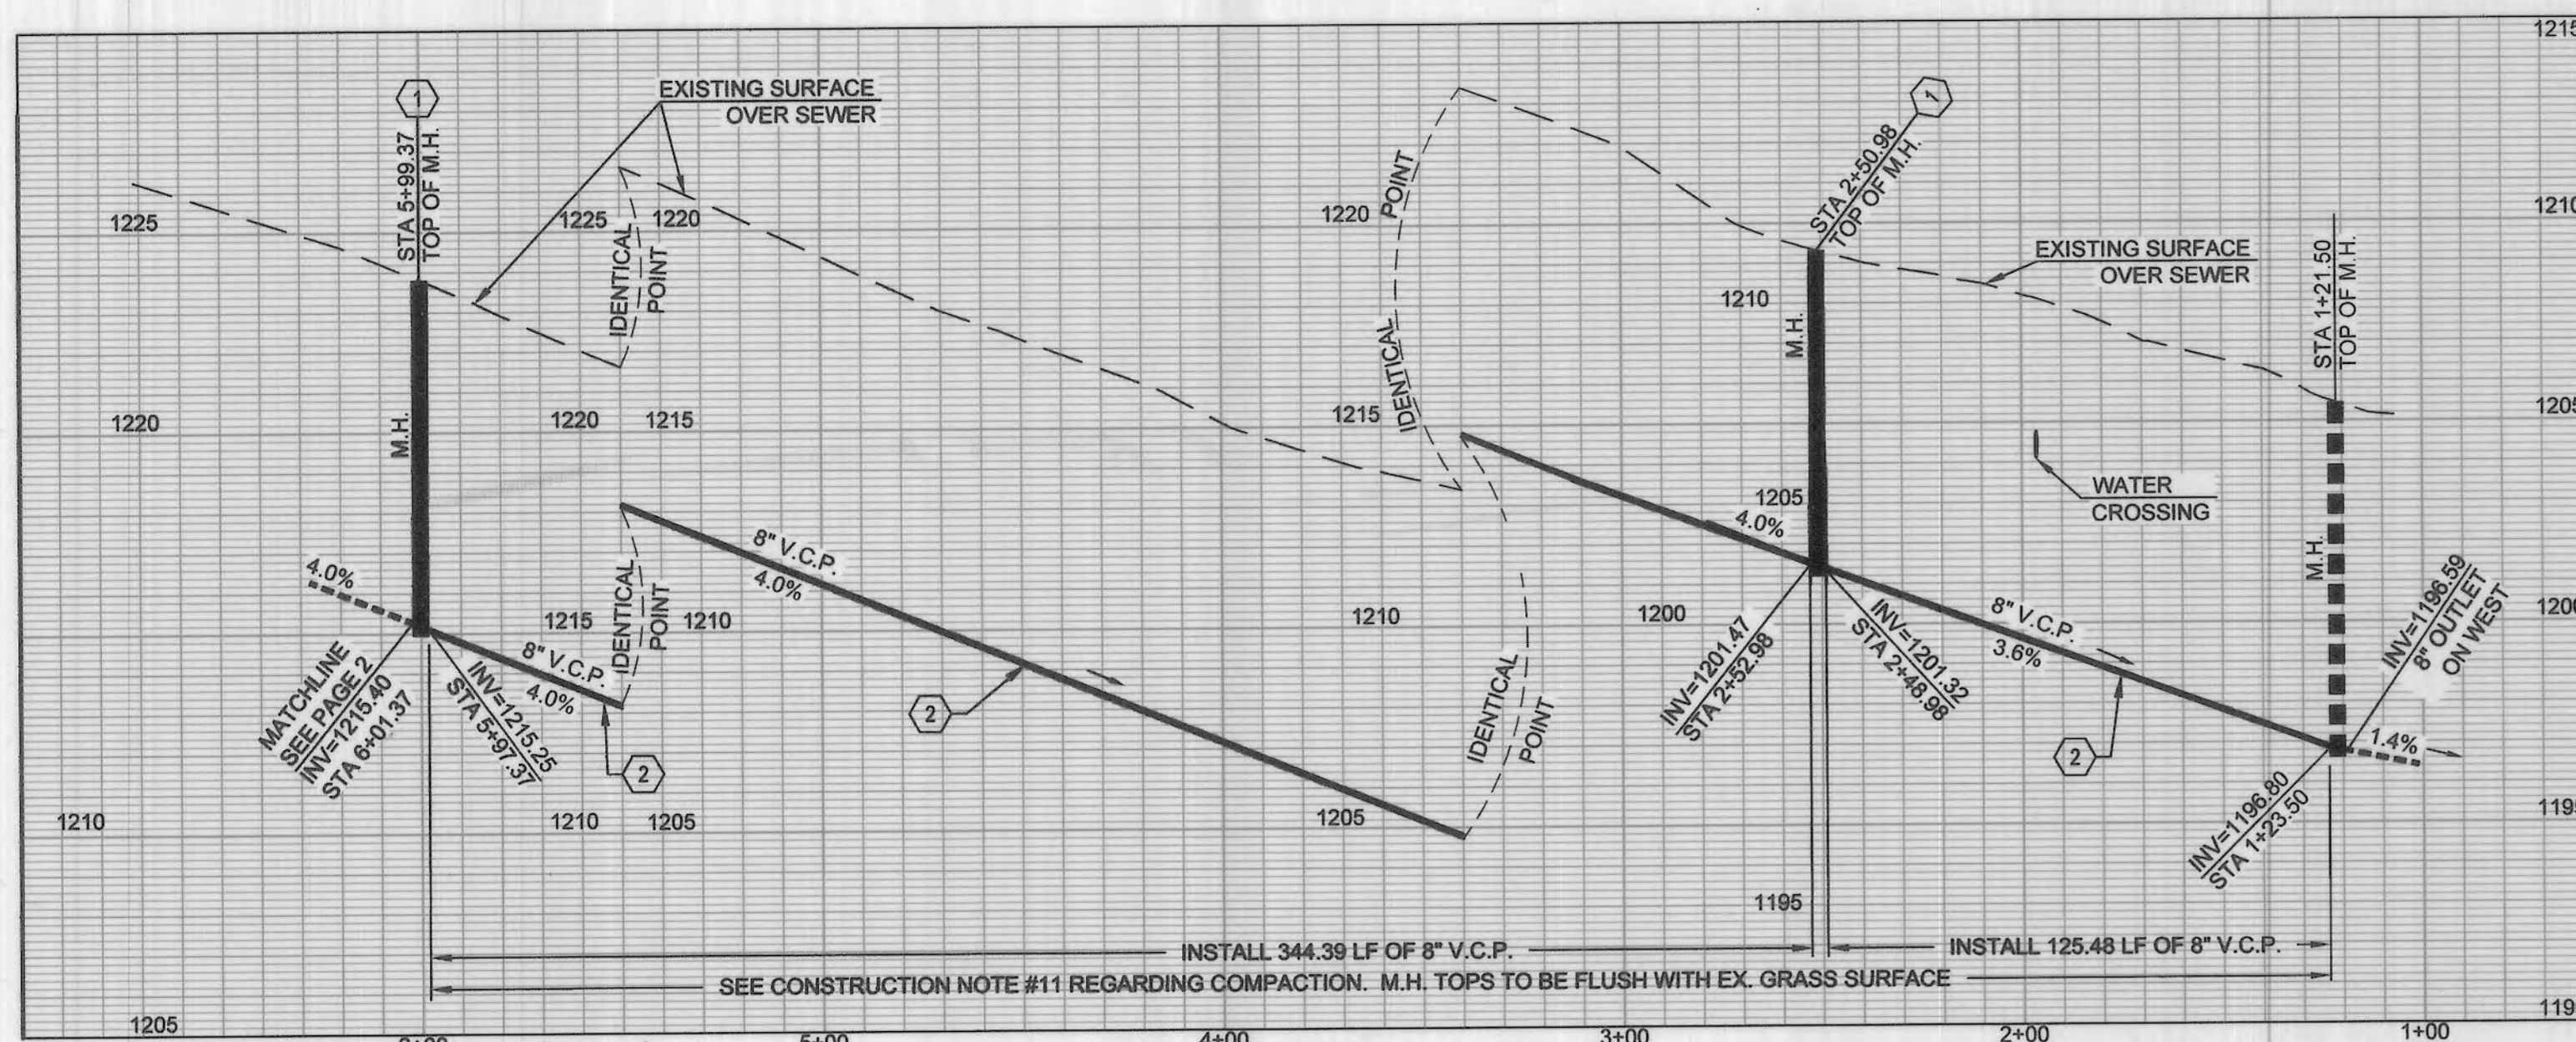 1215
1
STA 5+99.37
TOP OF M.H.
EXISTING SURFACE
OVER SEWER
1
STA 2+50.98
TOP OF M.H.
1225
1225
1220
1220
POINT
1210
IDENTICAL
POINT
EXISTING SURFACE
OVER SEWER
STA 1+21.50
TOP OF M.H.
1210
M.H.
1220
M.H.
1220
1215
1215
IDENTICAL
1205
1205
4.0%
WATER
CROSSING
8" V.C.P.
4.0%
M.H.
4.0%
1215
IDENTICAL
POINT
1210
1210
1200
8" V.C.P.
3.6%
8" V.C.P.
4.0%
MATCHLINE
SEE PAGE 2
INV=1215.40
STA 6+01.37
INV=1215.25
STA 5+97.37
2
2
IDENTICAL
POINT
INV=1201.47
STA 2+52.98
INV=1201.32
STA 2+48.98
2
INV=1196.59
8" OUTLET
ON WEST
1.4%
1210
1210
1205
1205
INV=1196.80
STA 1+23.50
1195
INSTALL 344.39 LF OF 8" V.C.P.
INSTALL 125.48 LF OF 8" V.C.P.
SEE CONSTRUCTION NOTE #11 REGARDING COMPACTION. M.H. TOPS TO BE FLUSH WITH EX. GRASS SURFACE
1205
5+00
4+00
3+00
2+00
1+00